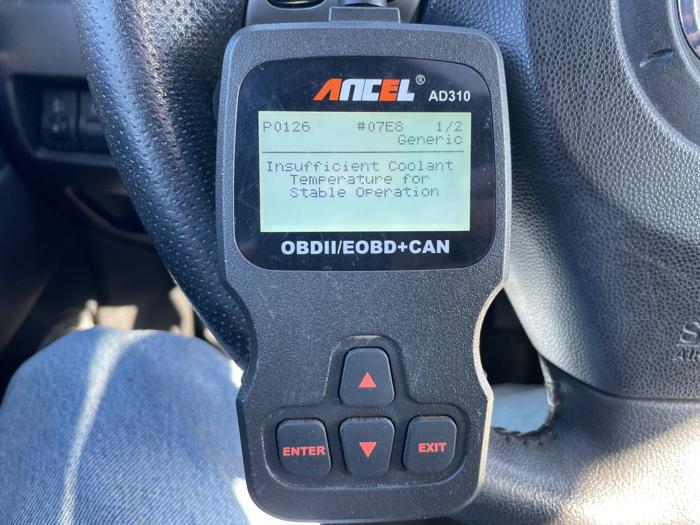 ANCEL®
AD310
P0126 #07E8 1/2
Generic
Insufficient Coolant
Temperature for
Stable Operation
OBDII/EOBD+CAN
ENTER
EXIT